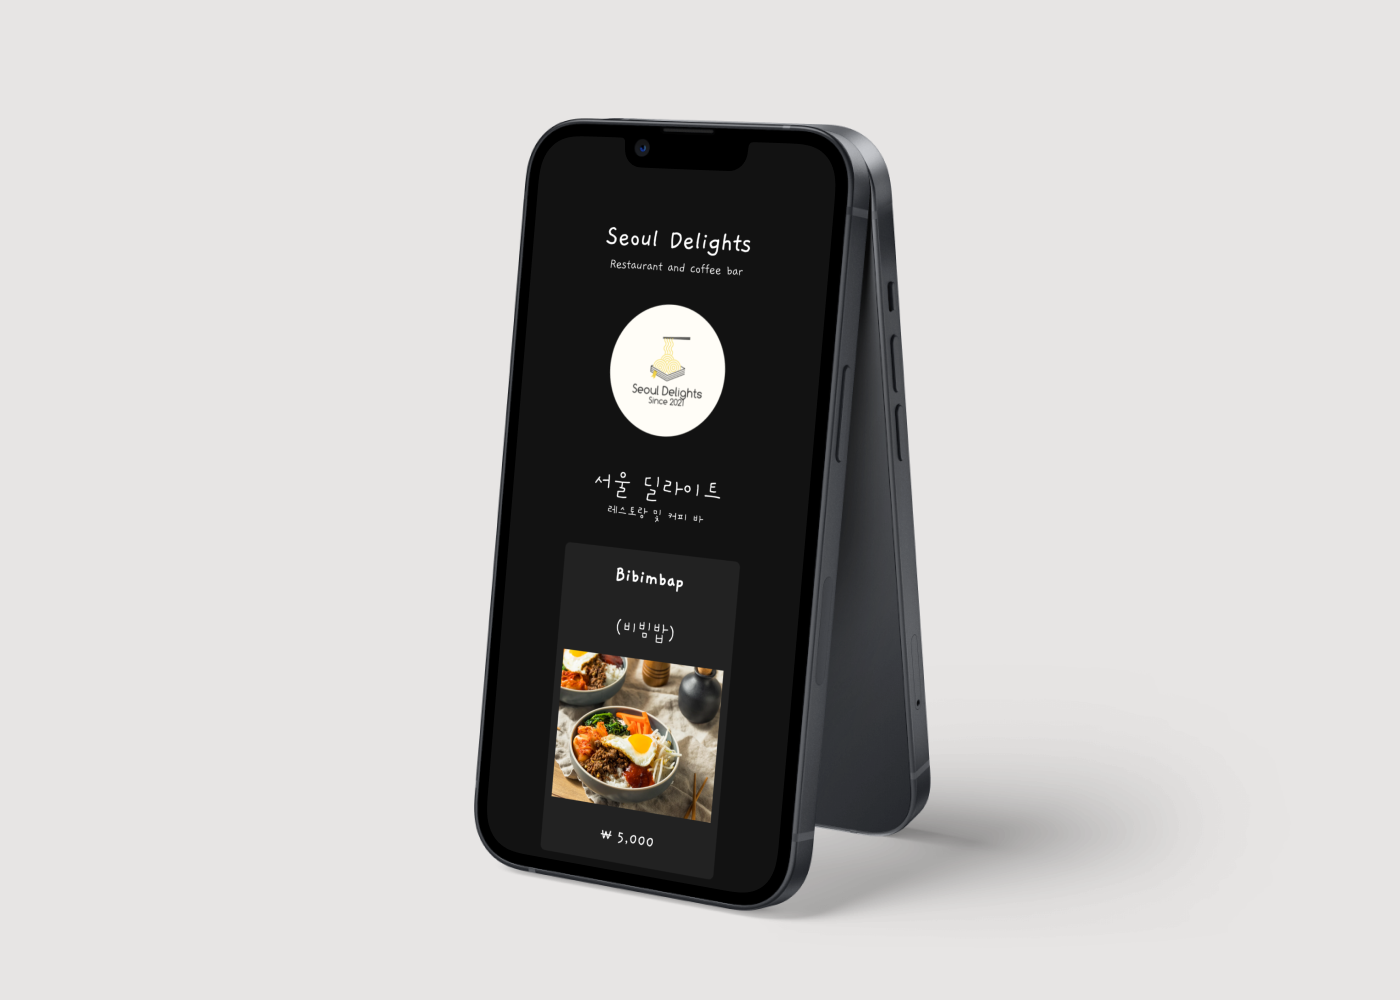 Seoul Delights
Restaurant and coffee bar
Seoul Delights
Since 2021
서울 딜라이트
레스토랑 및 커피 바
Bibimbap
(비빔밥)
₩ 5,000